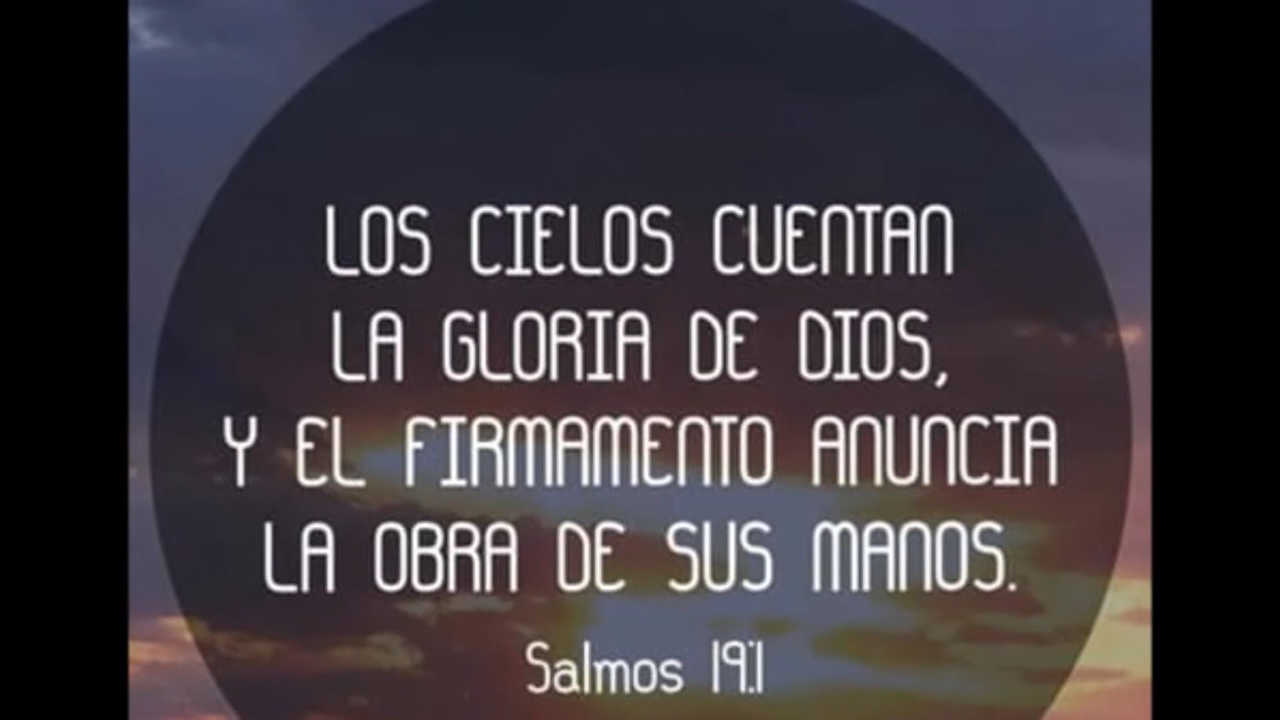 LOS CIELOS CUENTAN
LA GLORIA DE DIOS,
Y EL FIRMAMENTO ANUNCIA
LA OBRA DE SUS MANOS.
Salmos 19:1